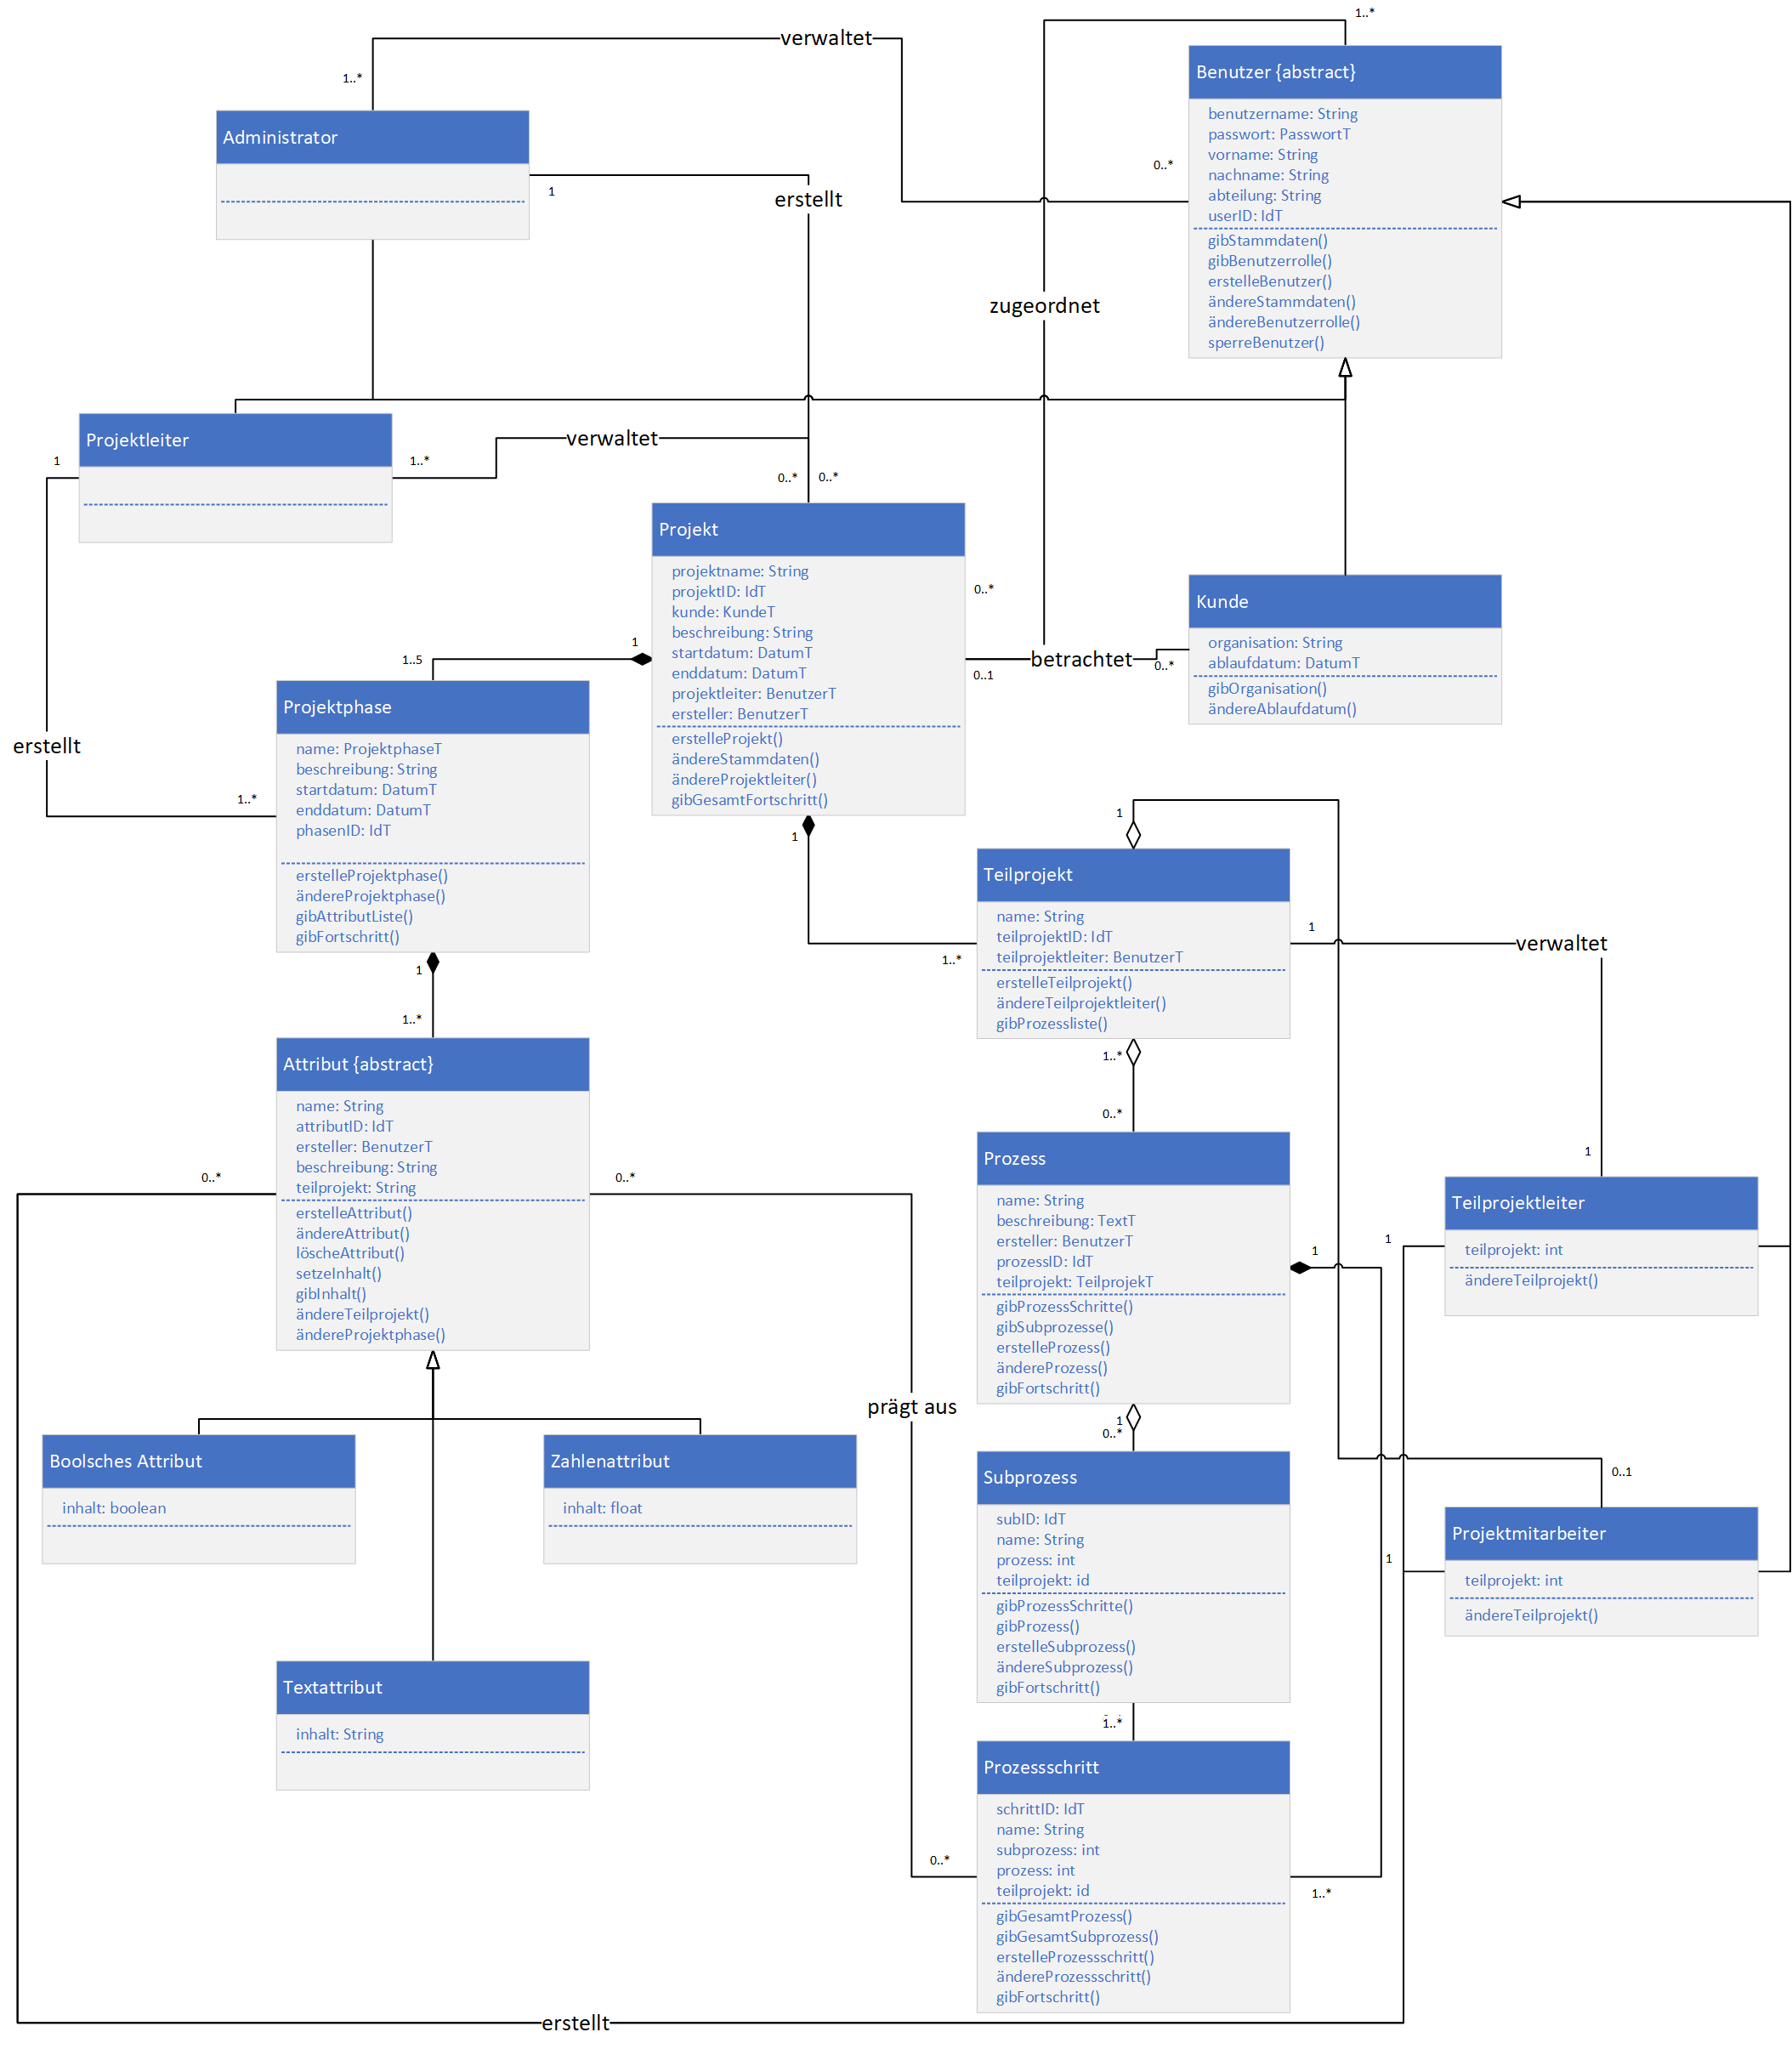 verwaltet
1..*
1..*
Benutzer {abstract}
benutzername: String
passwort: PasswortT
vorname: String
nachname: String
abteilung: String
userID: IdT
gibStammdaten()
gibBenutzerrolle()
erstelleBenutzer()
ändereStammdaten()
ändereBenutzerrolle()
sperreBenutzer()
0..*
Administrator
1
erstellt
zugeordnet
Projektleiter
1
1..*
verwaltet
0..*
0..*
Projekt
projektname: String
projektID: IdT
kunde: KundeT
beschreibung: String
startdatum: DatumT
enddatum: DatumT
projektleiter: BenutzerT
ersteller: BenutzerT
erstelleProjekt()
ändereStammdaten()
ändereProjektleiter()
gibGesamtFortschritt()
0..*
betrachtet
0..1
0..*
Kunde
organisation: String
ablaufdatum: DatumT
gibOrganisation()
ändereAblaufdatum()
1
1..5
Projektphase
name: ProjektphaseT
beschreibung: String
startdatum: DatumT
enddatum: DatumT
phasenID: IdT
erstelleProjektphase()
ändereProjektphase()
gibAttributListe()
gibFortschritt()
erstellt
1..*
1
1
Teilprojekt
name: String
teilprojektID: IdT
teilprojektleiter: BenutzerT
erstelleTeilprojekt()
ändereTeilprojektleiter()
gibProzessliste()
1
verwaltet
1..*
1
1..*
1..*
0..*
Attribut {abstract}
name: String
attributID: IdT
ersteller: BenutzerT
beschreibung: String
teilprojekt: String
erstelleAttribut()
ändereAttribut()
löscheAttribut()
setzeInhalt()
gibInhalt()
ändereTeilprojekt()
ändereProjektphase()
0..*
0..*
Prozess
name: String
beschreibung: TextT
ersteller: BenutzerT
prozessID: IdT
teilprojekt: TeilprojekT
gibProzessSchritte()
gibSubprozesse()
erstelleProzess()
ändereProzess()
gibFortschritt()
1
1
1
Teilprojektleiter
teilprojekt: int
ändereTeilprojekt()
prägt aus
1
0..*
Boolsches Attribut
inhalt: boolean
Zahlenattribut
inhalt: float
Subprozess
subID: IdT
name: String
prozess: int
teilprojekt: id
gibProzessSchritte()
gibProzess()
erstelleSubprozess()
ändereSubprozess()
gibFortschritt()
0..1
1
Projektmitarbeiter
teilprojekt: int
ändereTeilprojekt()
Textattribut
inhalt: String
1..*
Prozessschritt
schrittID: IdT
name: String
subprozess: int
prozess: int
teilprojekt: id
gibGesamtProzess()
gibGesamtSubprozess()
erstelleProzessschritt()
ändereProzessschritt()
gibFortschritt()
0..*
1..*
erstellt